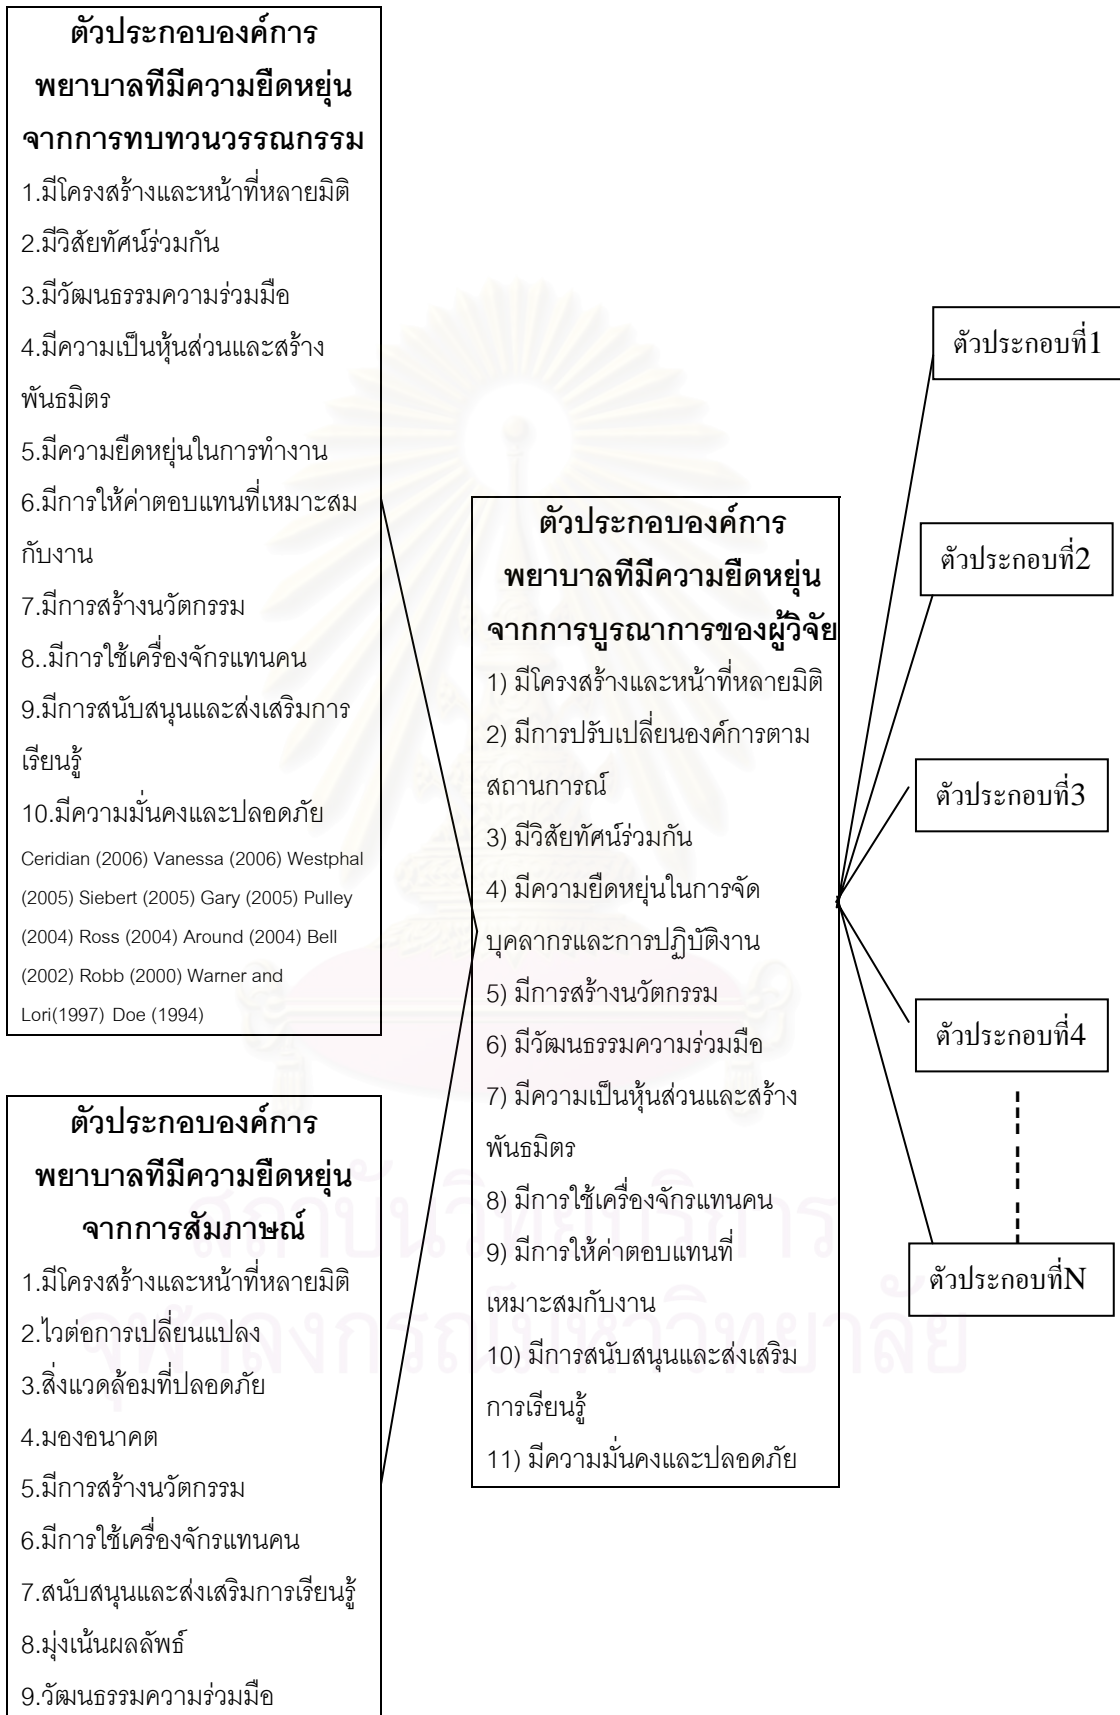 ตัวประกอบองค์การ
พยาบาลที่มีความยืดหยุ่น
จากการทบทวนวรรณกรรม
1.มีโครงสร้างและหน้าที่หลายมิติ
2.มีวิสัยทัศน์ร่วมกัน
3.มีวัฒนธรรมความร่วมมือ
4.มีความเป็นหุ้นส่วนและสร้าง
พันธมิตร
5.มีความยืดหยุ่นในการทำงาน
6.มีการให้ค่าตอบแทนที่เหมาะสม
กับงาน
7.มีการสร้างนวัตกรรม
8..มีการใช้เครื่องจักรแทนคน
9.มีการสนับสนุนและส่งเสริมการ
เรียนรู้
10.มีความมั่นคงและปลอดภัย
Ceridian (2006) Vanessa (2006) Westphal
(2005) Siebert (2005) Gary (2005) Pulley
(2004) Ross (2004) Around (2004) Bell
(2002) Robb (2000) Warner and
Lori(1997) Doe (1994)
ตัวประกอบองค์การ
พยาบาลที่มีความยืดหยุ่น
จากการสัมภาษณ์
1.มีโครงสร้างและหน้าที่หลายมิติ
2.ไวต่อการเปลี่ยนแปลง
3.สิ่งแวดล้อมที่ปลอดภัย
4.มองอนาคต
5.มีการสร้างนวัตกรรม
6.มีการใช้เครื่องจักรแทนคน
7.สนับสนุนและส่งเสริมการเรียนรู้
8.มุ่งเน้นผลลัพธ์
9.วัฒนธรรมความร่วมมือ
ตัวประกอบองค์การ
พยาบาลที่มีความยืดหยุ่น
จากการบูรณาการของผู้วิจัย
1) มีโครงสร้างและหน้าที่หลายมิติ
2) มีการปรับเปลี่ยนองค์การตาม
สถานการณ์
3) มีวิสัยทัศน์ร่วมกัน
4) มีความยืดหยุ่นในการจัด
บุคลากรและการปฏิบัติงาน
5) มีการสร้างนวัตกรรม
6) มีวัฒนธรรมความร่วมมือ
7) มีความเป็นหุ้นส่วนและสร้าง
พันธมิตร
8) มีการใช้เครื่องจักรแทนคน
9) มีการให้ค่าตอบแทนที่
เหมาะสมกับงาน
10) มีการสนับสนุนและส่งเสริม
การเรียนรู้
11) มีความมั่นคงและปลอดภัย
ตัวประกอบที่1
ตัวประกอบที่2
ตัวประกอบที่3
ตัวประกอบที่4
ตัวประกอบที่N
สถาบันวิทยบริการ
จุฬาลงกรณ์มหาวิทยาลัย